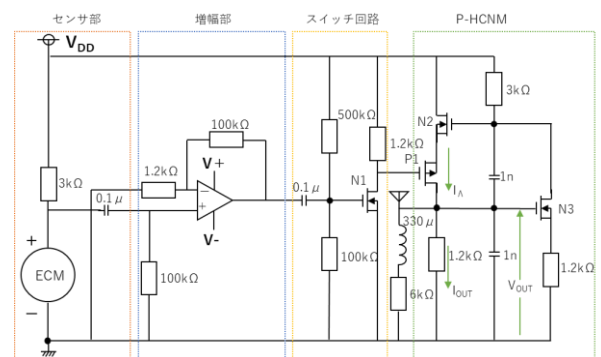 センサ部
増幅部
スイッチ回路
P-HCNM
VDD
3kΩ
0.1μ
ECM
+
−
1.2kΩ
100kΩ
V+
−
+
V-
100kΩ
0.1μ
500kΩ
N1
100kΩ
1.2kΩ
P1
N2
3kΩ
IA
1n
N3
330μ
6kΩ
1.2kΩ
IOUT
1n
VOUT
1.2kΩ